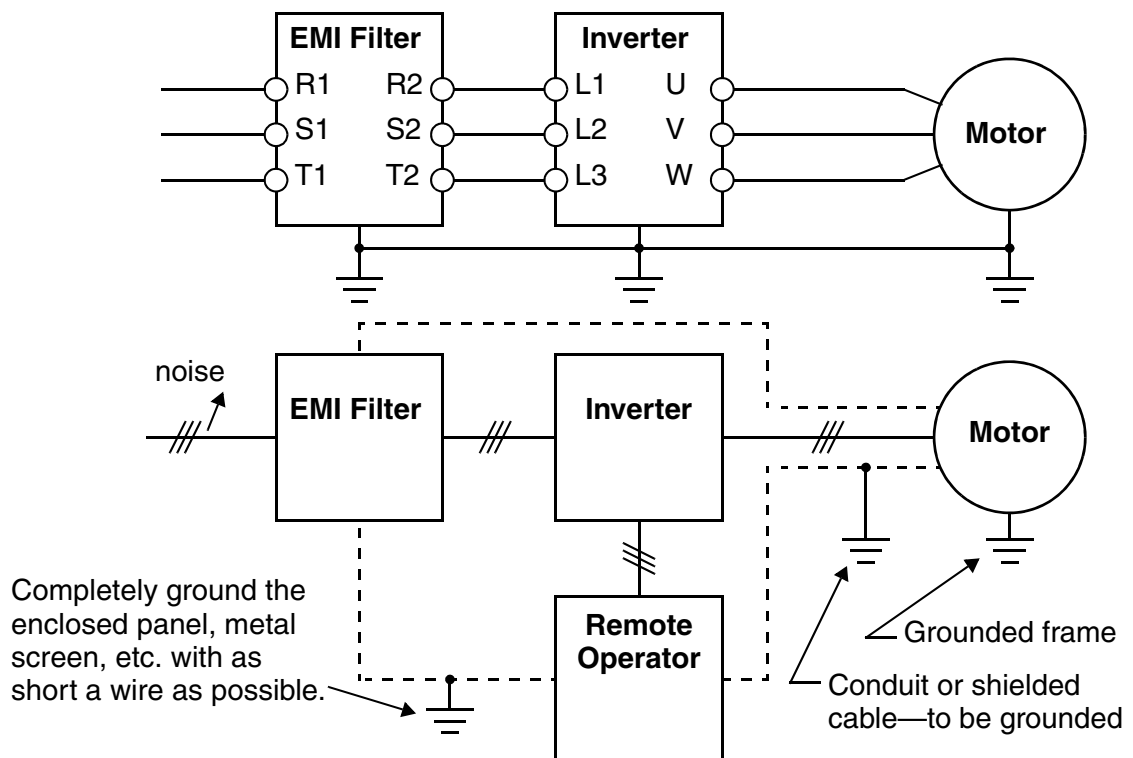 EMI Filter
Inverter
R1 R2 L1 U
S1 S2 L2 V
T1 T2 L3 W
Motor
noise
EMI Filter
Inverter
Motor
Completely ground the
enclosed panel, metal
screen, etc. with as
short a wire as possible.
Remote
Operator
Grounded frame
Conduit or shielded
cable—to be grounded